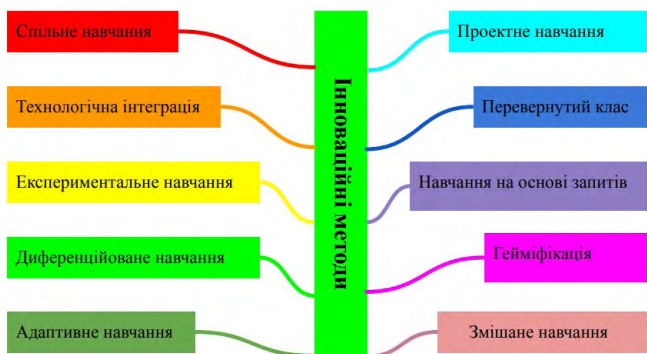 Спільне навчання
Технологічна інтеграція
Експериментальне навчання
Диференційоване навчання
Адаптивне навчання
Інноваційні методи
Проектне навчання
Перевернутий клас
Навчання на основі запитів
Гейміфікація
Змішане навчання